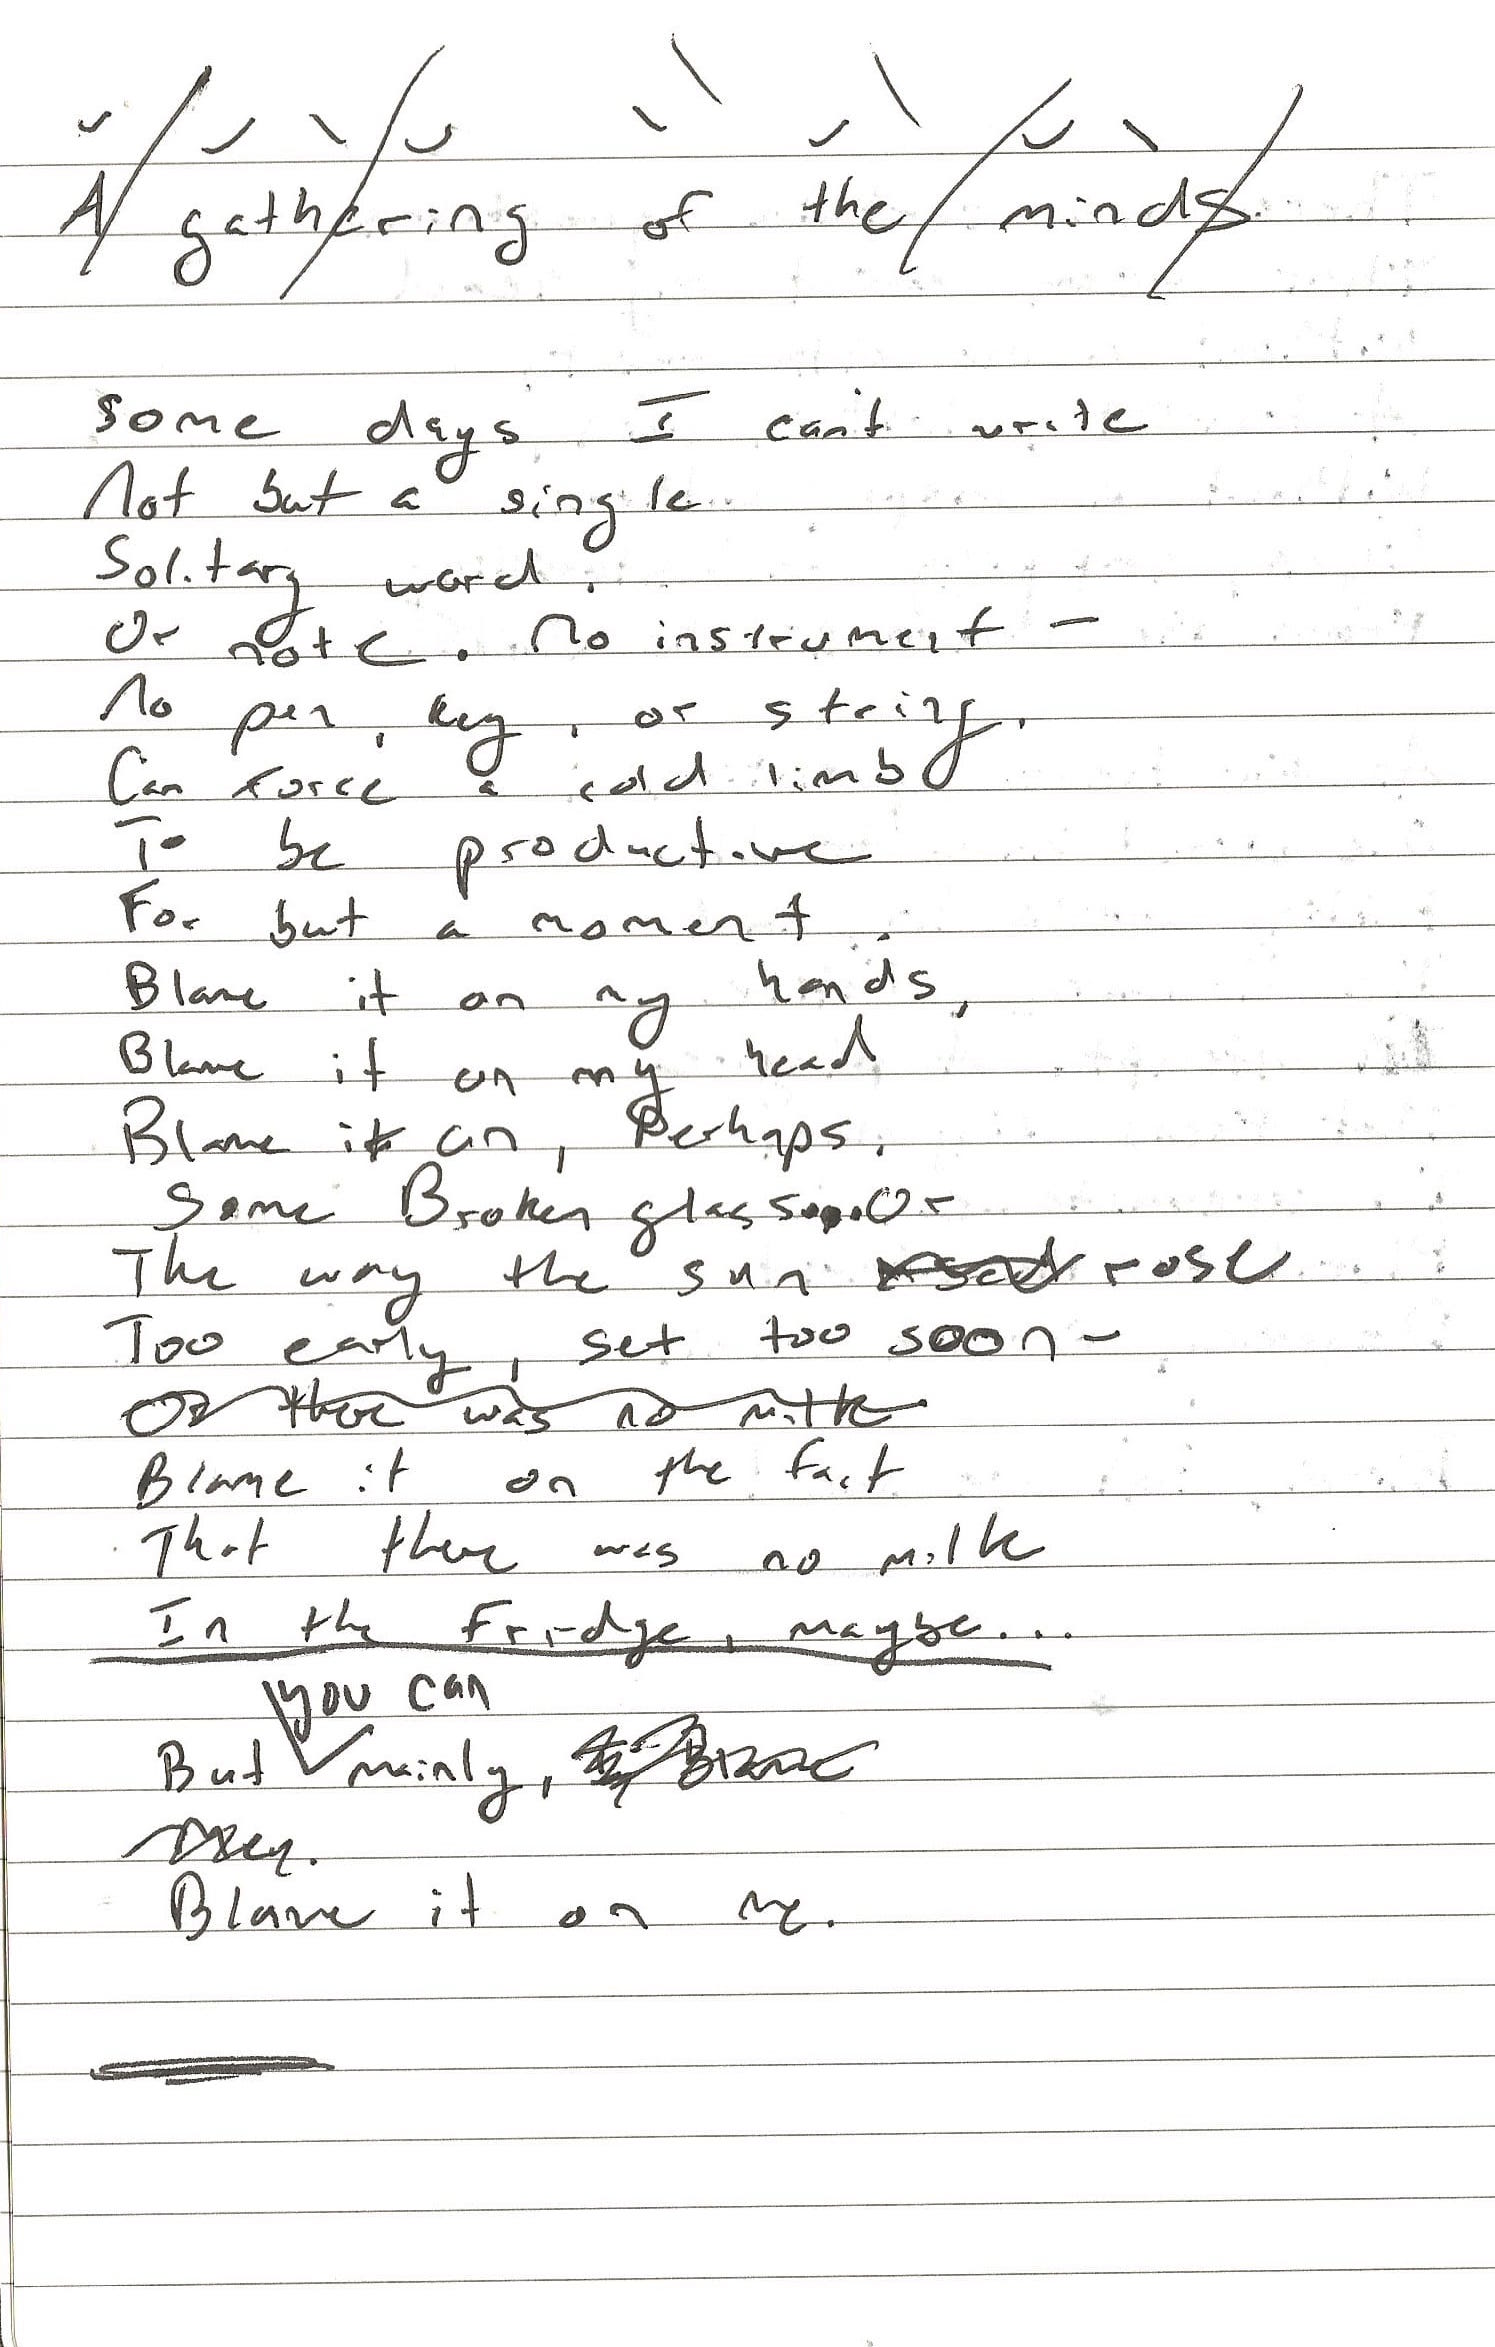 A gathering of the minds
Some days I can't write
Not but a single
Solitary word.
Or note. No instrument -
No pen, key, or string,
Can force a cold limb
To be productive
For but a moment.
Blame it on my hands,
Blame it on my head
Blame it on, Perhaps,
Some Broken glass....Or
The way the sun rose
Too early, set too soon -
Or there was no milk
Blame it on the fact
That there was no milk
In the Fridge, maybe...
you can
But mainly, Blame
Blame it on me.